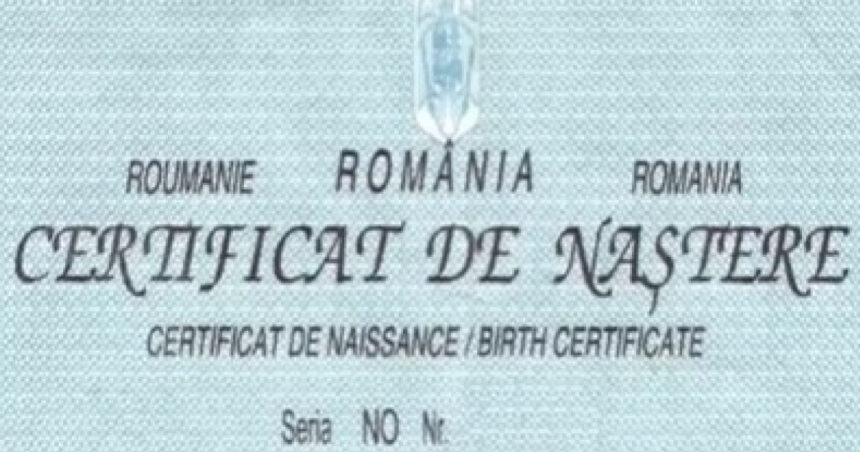 ROUMANIE ROMÂNIA ROMANIA
CERTIFICAT DE NAŞTERE
CERTIFICAT DE NAISSANCE / BIRTH CERTIFICATE
Seria NO Nr.